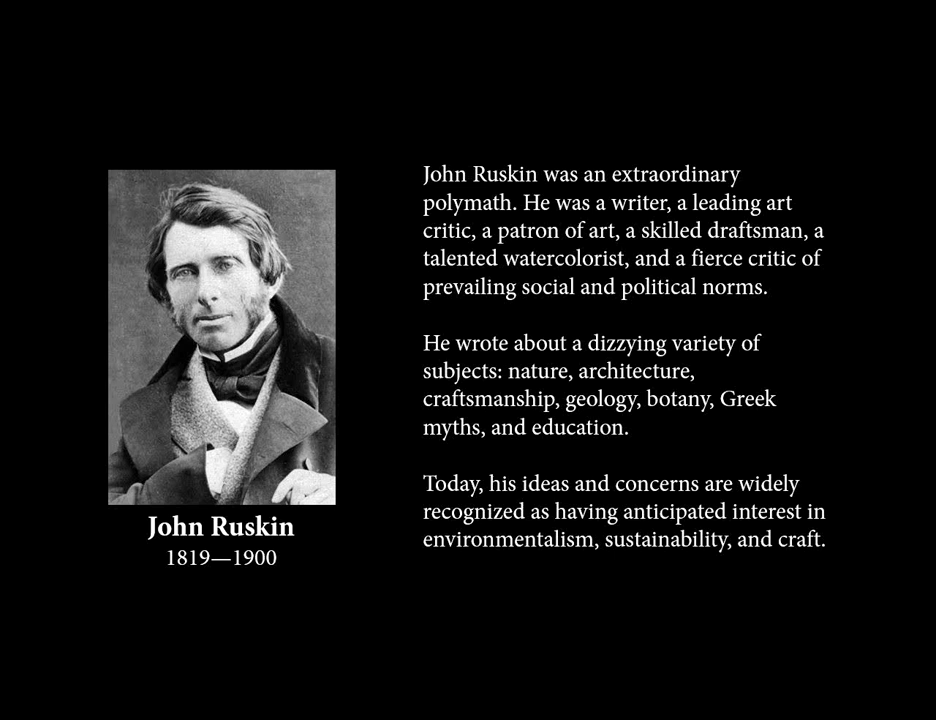 John Ruskin was an extraordinary
polymath. He was a writer, a leading art
critic, a patron of art, a skilled draftsman, a
talented watercolorist, and a fierce critic of
prevailing social and political norms.
He wrote about a dizzying variety of
subjects: nature, architecture,
craftsmanship, geology, botany, Greek
myths, and education.
Today, his ideas and concerns are widely
recognized as having anticipated interest in
environmentalism, sustainability, and craft.
John Ruskin
1819—1900